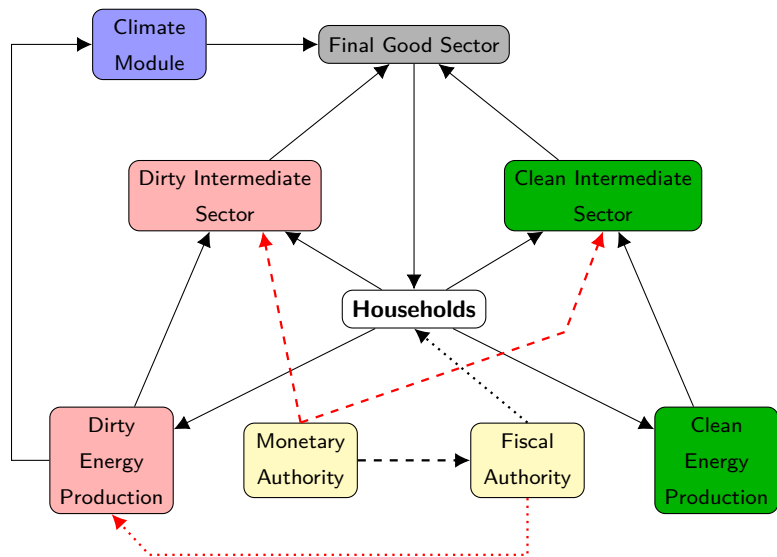 Climate
Module
Final Good Sector
Dirty Intermediate
Sector
Clean Intermediate
Sector
Households
Dirty
Energy
Production
Monetary
Authority
Fiscal
Authority
Clean
Energy
Production